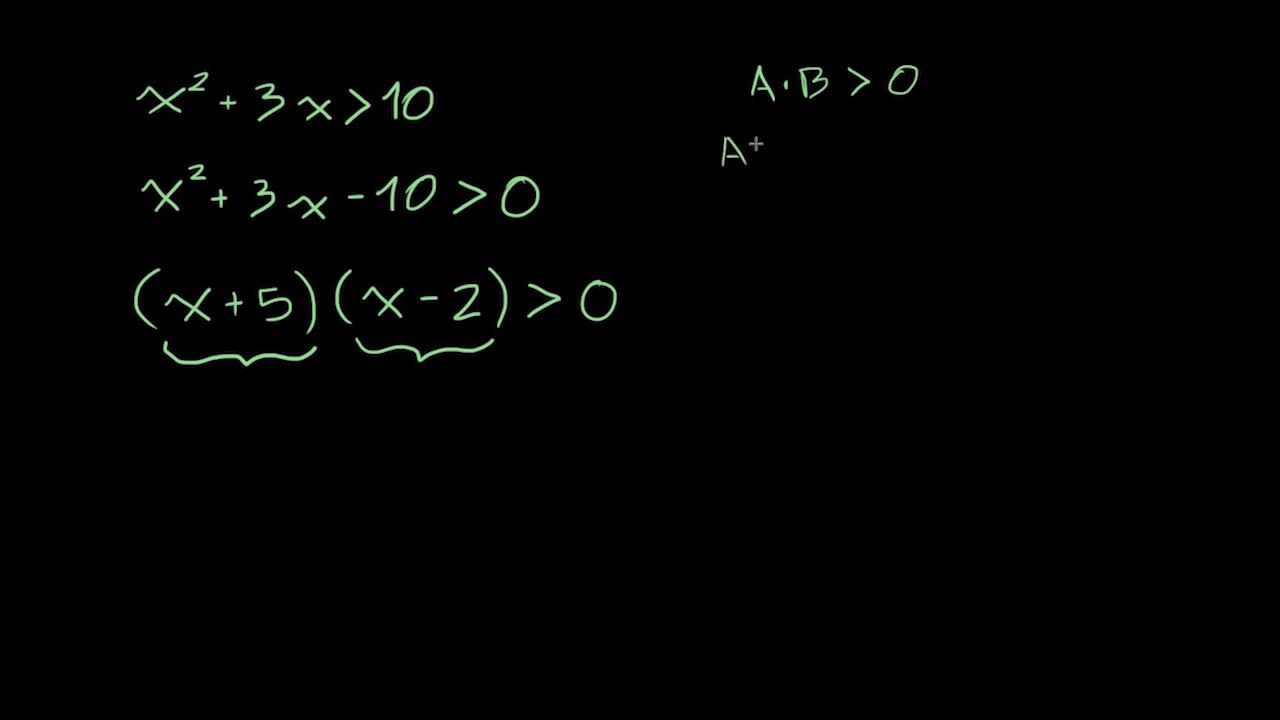 x² + 3x > 10
x² + 3x - 10 > 0
(x + 5)(x - 2) > 0
A · B > 0
A